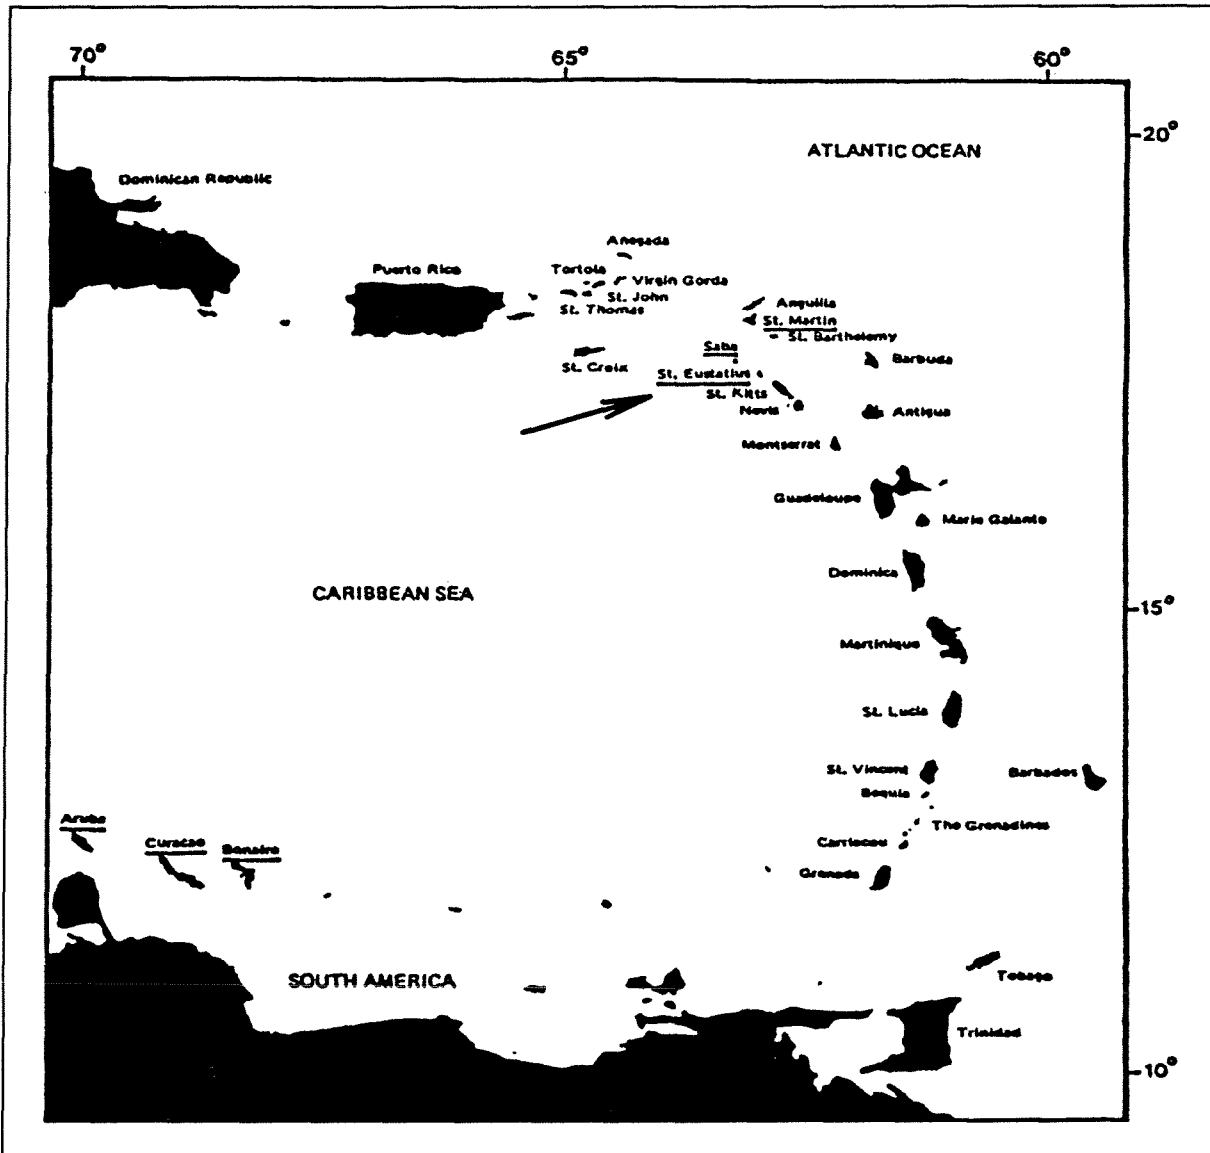 70°
65°
60°
20°
ATLANTIC OCEAN
Dominican Republic
Anegada
Puerto Rico
Tortola
Virgin Gorda
St. John
St. Thomas
Anguilla
St. Martin
St. Bartholemy
Saba
Barbuda
St. Croix
St. Eustatius
St. Kitts
Nevis
Antigua
Montserrat
Guadeloupe
Marie Galante
Dominica
CARIBBEAN SEA
15°
Martinique
St. Lucia
St. Vincent
Barbados
Bequia
Aruba
The Grenadines
Curacao
Bonaire
Carriacou
Grenada
SOUTH AMERICA
Tobago
Trinidad
10°